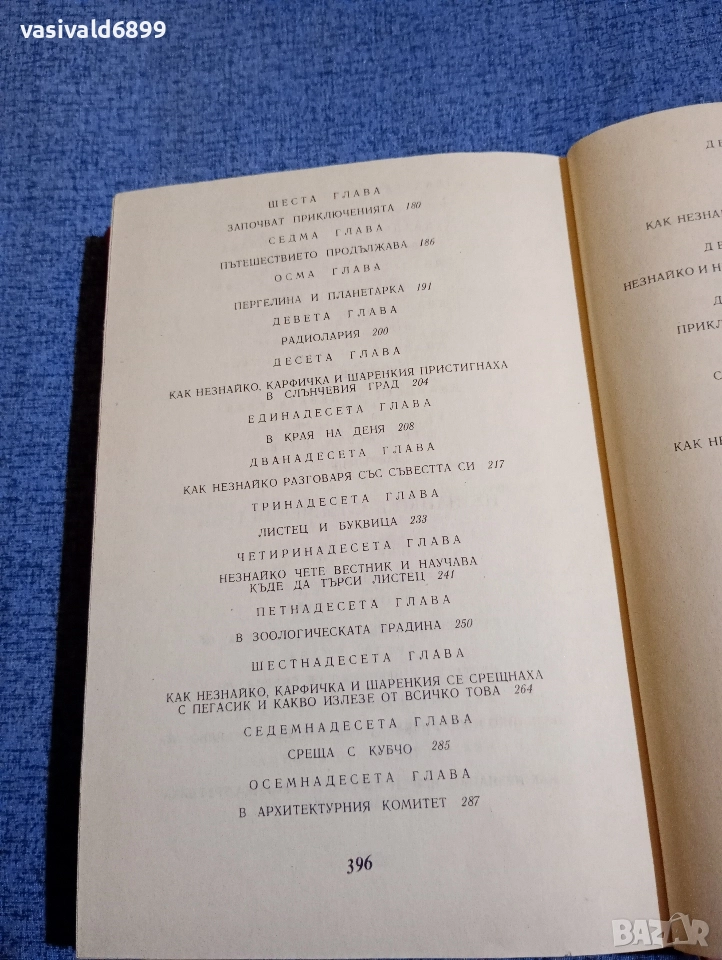 vasivald6899
ШЕСТА ГЛАВА
ЗАПОЧВАТ ПРИКЛЮЧЕНИЯТА 180
СЕДМА ГЛАВА
ПЪТЕШЕСТВИЕТО ПРОДЪЛЖАВА 186
ОСМА ГЛАВА
ПЕРГЕЛИНА И ПЛАНЕТАРКА 191
ДЕВЕТА ГЛАВА
РАДИОЛАРИЯ 200
ДЕСЕТА ГЛАВА
КАК НЕЗНАЙКО, КАРФИЧКА И ШАРЕНКИЯ ПРИСТИГНАХА
В СЛЪНЧЕВИЯ ГРАД 204
ЕДИНАДЕСЕТА ГЛАВА
В КРАЯ НА ДЕНЯ 208
ДВАНАДЕСЕТА ГЛАВА
КАК НЕЗНАЙКО РАЗГОВАРЯ СЪС СЪВЕСТТА СИ 217
ТРИНАДЕСЕТА ГЛАВА
ЛИСТЕЦ И БУКВИЦА 233
ЧЕТИРИНАДЕСЕТА ГЛАВА
НЕЗНАЙКО ЧЕТЕ ВЕСТНИК И НАУЧАВА
КЪДЕ ДА ТЪРСИ ЛИСТЕЦ 241
ПЕТНАДЕСЕТА ГЛАВА
В ЗООЛОГИЧЕСКАТА ГРАДИНА 250
ШЕСТНАДЕСЕТА ГЛАВА
КАК НЕЗНАЙКО, КАРФИЧКА И ШАРЕНКИЯ СЕ СРЕЩНАХА
С ПЕГАСИК И КАКВО ИЗЛЕЗЕ ОТ ВСИЧКО ТОВА 264
СЕДЕМНАДЕСЕТА ГЛАВА
СРЕЩА С КУБЧО 285
ОСЕМНАДЕСЕТА ГЛАВА
В АРХИТЕКТУРНИЯ КОМИТЕТ 287
396
КАК НЕЗНАЙ
ДЕВ
НЕЗНАЙКО И Н
ПРИКЛ
КАК НЕ
BAZAR